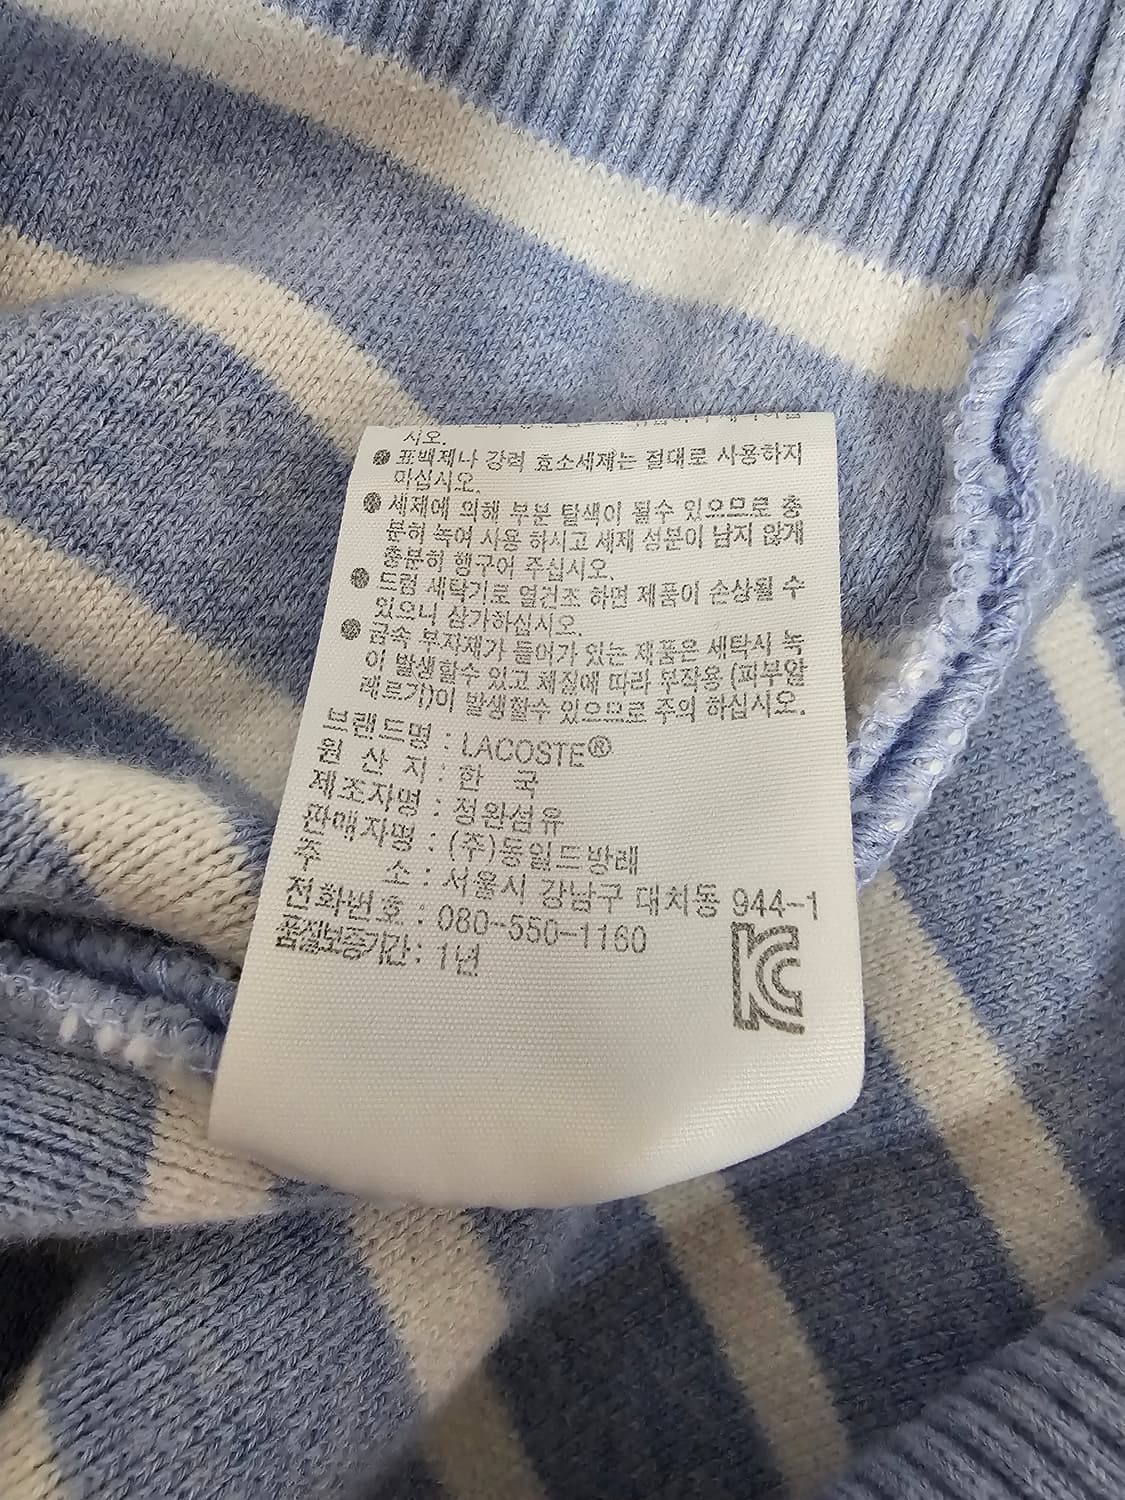 시오.
● 표백제나 강력 효소세제는 절대로 사용하지
마십시오.
● 세제에 의해 부분 탈색이 될수 있으므로 충
분히 녹여 사용 하시고 세제 성분이 남지 않게
충분히 헹구어 주십시오.
● 드럼 세탁기로 열건조 하면 제품이 손상될 수
있으니 삼가하십시오.
● 금속 부자재가 들어가 있는 제품은 세탁시 녹
이 발생할수 있고 체질에 따라 부작용 (피부알
레르기)이 발생할수 있으므로 주의 하십시오.
브랜드명 : LACOSTE®
원 산 지 : 한 국
제조자명 : 정완섬유
판매자명 : (주)동일드방레
주 소 : 서울시 강남구 대치동 944-1
전화번호 : 080-550-1160
품질보증기간 : 1년
KC